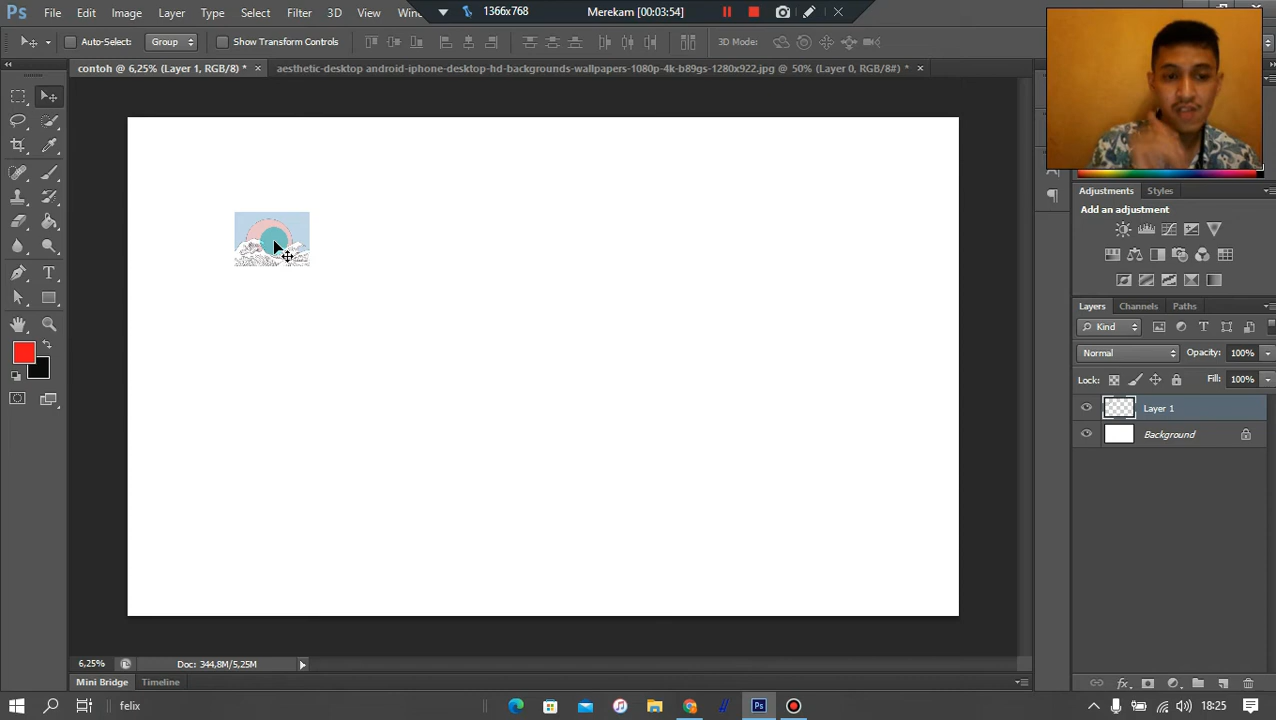 Ps File Edit Image Layer Type Select Filter 3D View Win
1366x768 Merekam [00:03:54]
Auto-Select: Group Show Transform Controls 3D Mode:
contoh @ 6,25% (Layer 1, RGB/8) * × aesthetic-desktop android-iphone-desktop-hd-backgrounds-wallpapers-1080p-4k-b89gs-1280x922.jpg @ 50% (Layer 0, RGB/8#) * ×
Adjustments Styles
Add an adjustment
Layers Channels Paths
Kind
Normal Opacity: 100%
Lock: Fill: 100%
Layer 1
Background
6,25% Doc: 344,8M/5,25M
Mini Bridge Timeline
felix Ps 18:25